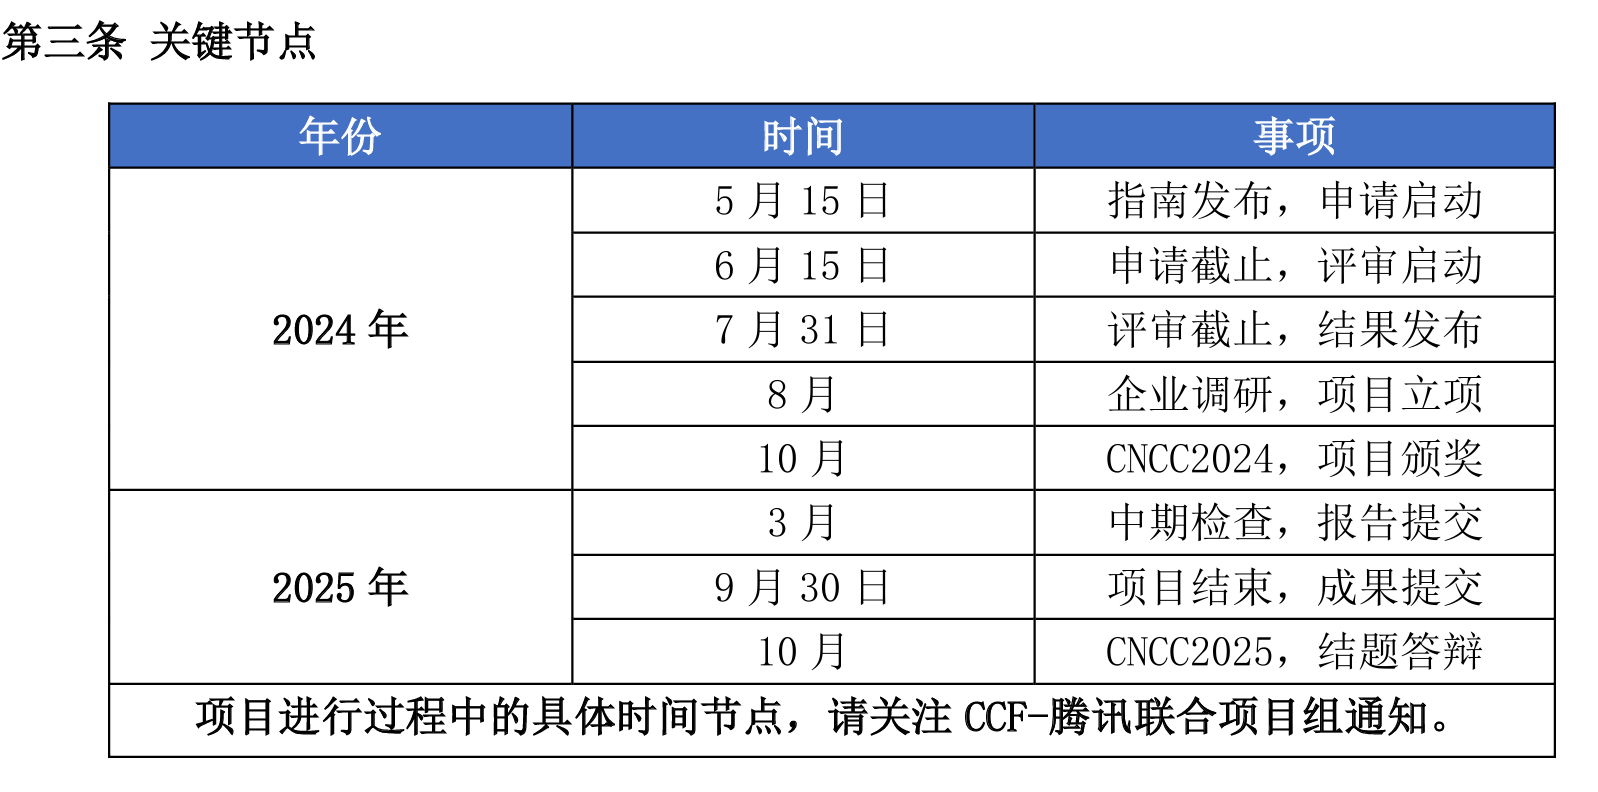 第三条 关键节点
年份 时间 事项
5 月 15 日 指南发布，申请启动
6 月 15 日 申请截止，评审启动
2024 年 7 月 31 日 评审截止，结果发布
8 月 企业调研，项目立项
10 月 CNCC2024，项目颁奖
3 月 中期检查，报告提交
2025 年 9 月 30 日 项目结束，成果提交
10 月 CNCC2025，结题答辩
项目进行过程中的具体时间节点，请关注 CCF-腾讯联合项目组通知。